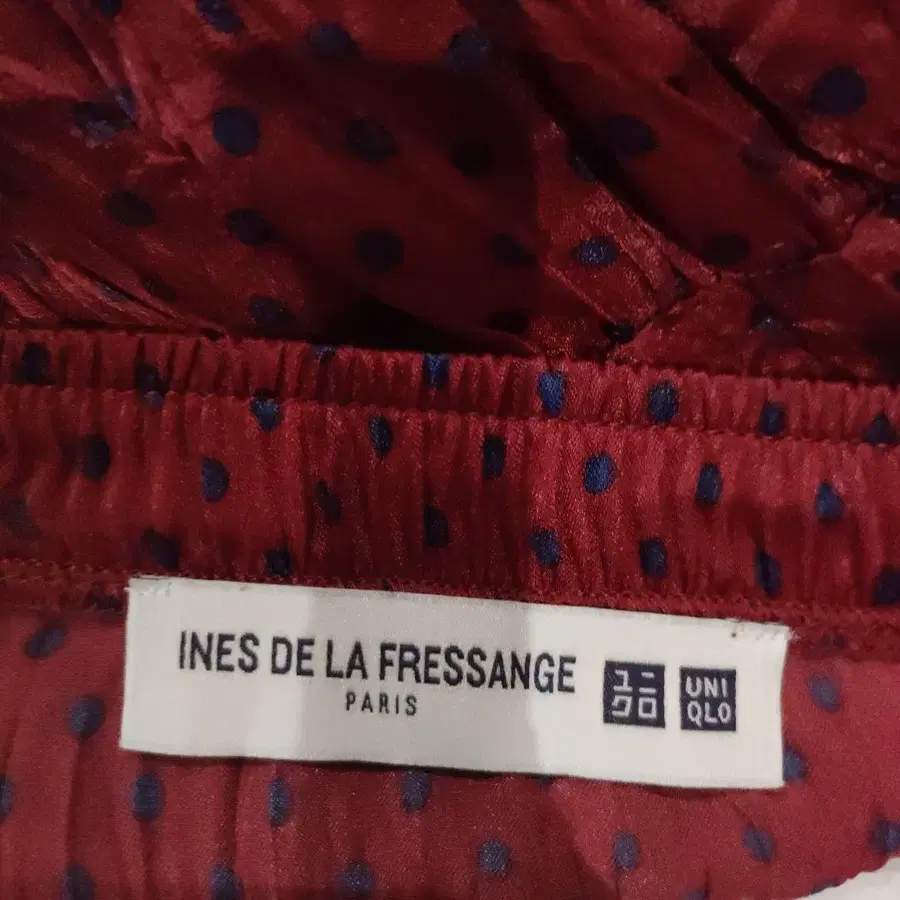 INES DE LA FRESSANGE
PARIS
ユニ
クロ
UNI
QLO